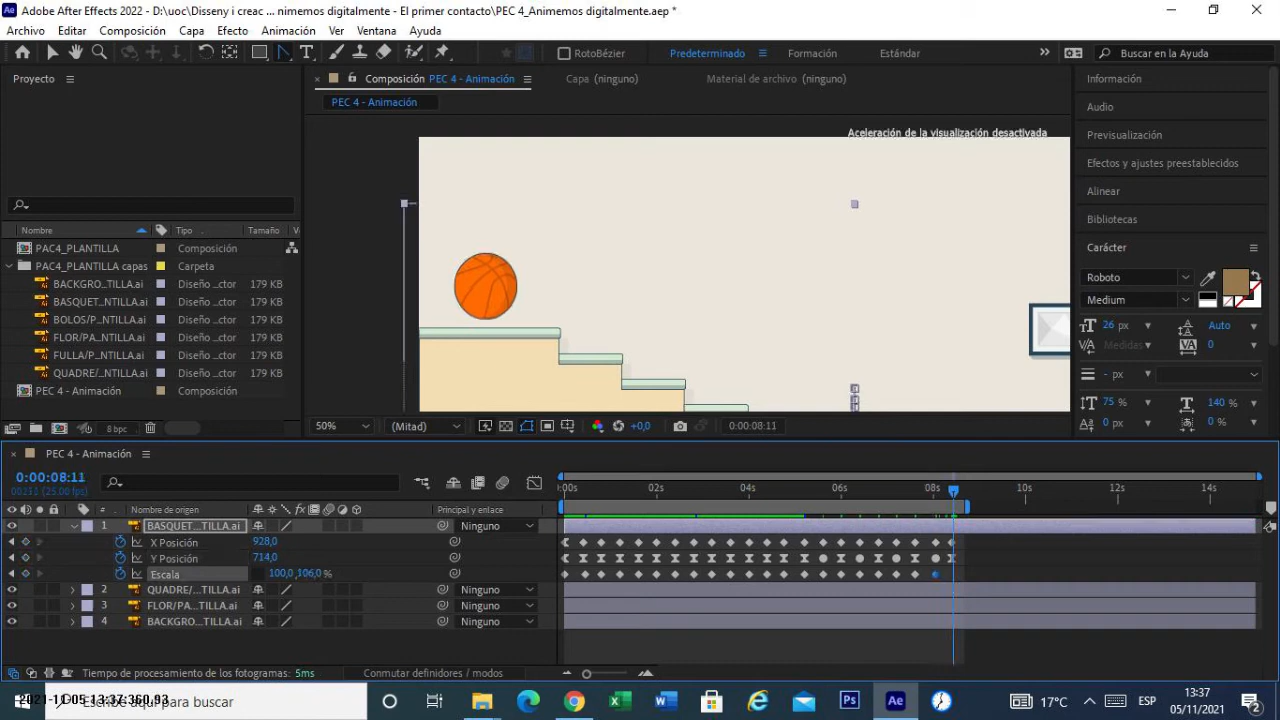 Adobe After Effects 2022 - D:\uoc\Disseny i creac ... nimemos digitalmente - El primer contacto\PEC 4_Animemos digitalmente.aep *
Archivo Editar Composición Capa Efecto Animación Ver Ventana Ayuda
RotoBézier Predeterminado Formación Estándar Buscar en la Ayuda
Proyecto
Composición PEC 4 - Animación Capa (ninguno) Material de archivo (ninguno)
PEC 4 - Animación
Información
Audio
Previsualización
Efectos y ajustes preestablecidos
Alinear
Bibliotecas
Carácter
Roboto
Medium
26 px Auto
Medidas 0
- px
75 % 140 %
0 px 0 %
Aceleración de la visualización desactivada
Nombre Tipo Tamaño V
PAC4_PLANTILLA Composición
PAC4_PLANTILLA capas Carpeta
BACKGRO...TILLA.ai Diseño ...ctor 179 KB
BASQUET...NTILLA.ai Diseño ...ctor 179 KB
BOLOS/P...NTILLA.ai Diseño ...ctor 179 KB
FLOR/PA...NTILLA.ai Diseño ...ctor 179 KB
FULLA/P...NTILLA.ai Diseño ...ctor 179 KB
QUADRE/...NTILLA.ai Diseño ...ctor 179 KB
PEC 4 - Animación Composición
8 bpc
50% (Mitad) +0,0 0:00:08:11
PEC 4 - Animación
0:00:08:11
(25.00 fps)
:00s 02s 04s 06s 08s 10s 12s 14s
# Nombre de origen Principal y enlace
1 BASQUET...TILLA.ai Ninguno
X Posición 928,0
Y Posición 714,0
Escala 100,0,106,0 %
2 QUADRE/...TILLA.ai Ninguno
3 FLOR/PA...TILLA.ai Ninguno
4 BACKGRO...TILLA.ai Ninguno
Tiempo de procesamiento de los fotogramas: 5ms Conmutar definidores / modos
2021-11-05-13:37:360.93
Escribe aquí para buscar
17°C ESP 13:37
05/11/2021
2